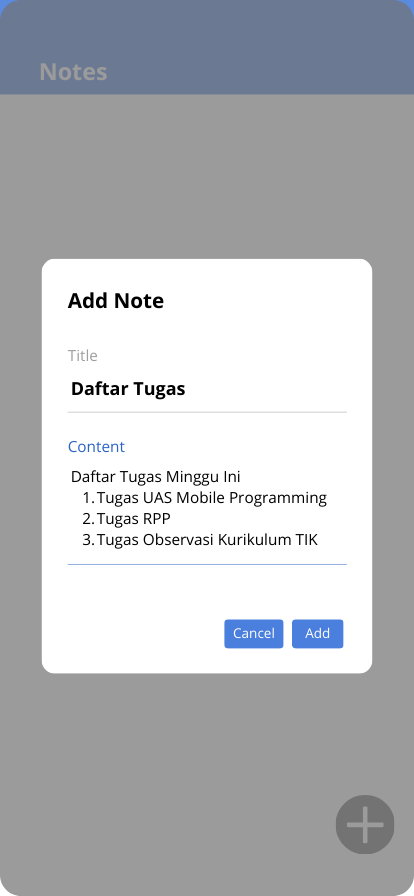 Notes
Add Note
Title
Daftar Tugas
Content
Daftar Tugas Minggu Ini
1. Tugas UAS Mobile Programming
2. Tugas RPP
3. Tugas Observasi Kurikulum TIK
Cancel Add